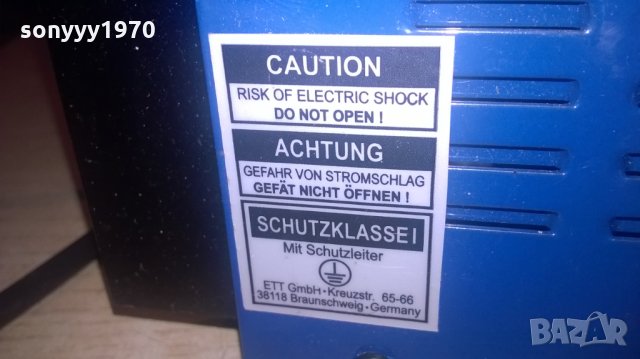 sonyyy1970
CAUTION
RISK OF ELECTRIC SHOCK
DO NOT OPEN !
ACHTUNG
GEFAHR VON STROMSCHLAG
GEFÄT NICHT ÖFFNEN !
SCHUTZKLASSE I
Mit Schutzleiter
ETT GmbH • Kreuzstr. 65-66
38118 Braunschweig • Germany
BAZAR